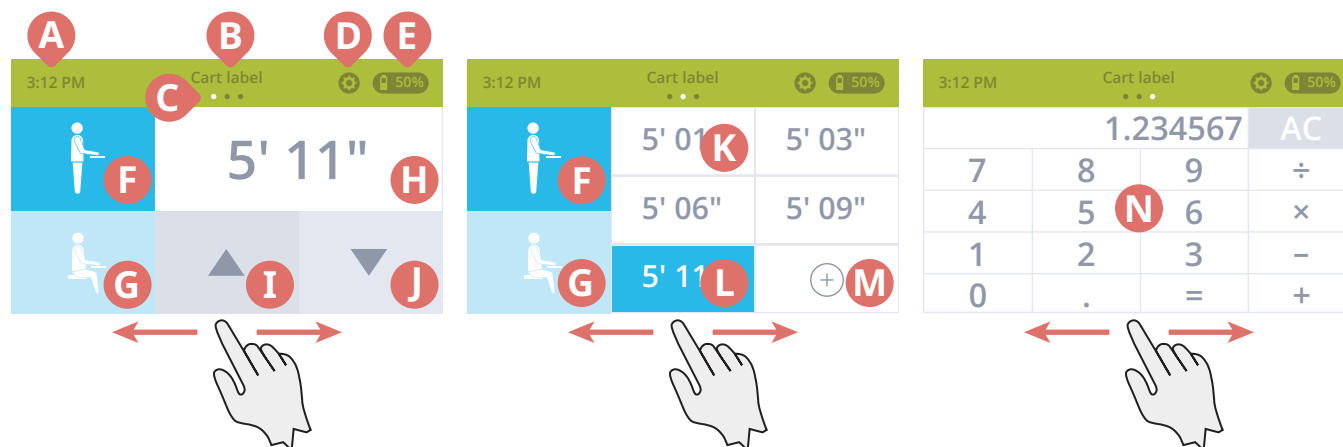 A B D E
3:12 PM Cart label 50%
C
5' 11"
F H
G I J
3:12 PM Cart label 50%
5' 01 K 5' 03"
F
5' 06" 5' 09"
5' 11 L M
G
3:12 PM Cart label 50%
1.234567 AC
7 8 9 ÷
N
4 5 6 ×
1 2 3 −
0 . = +